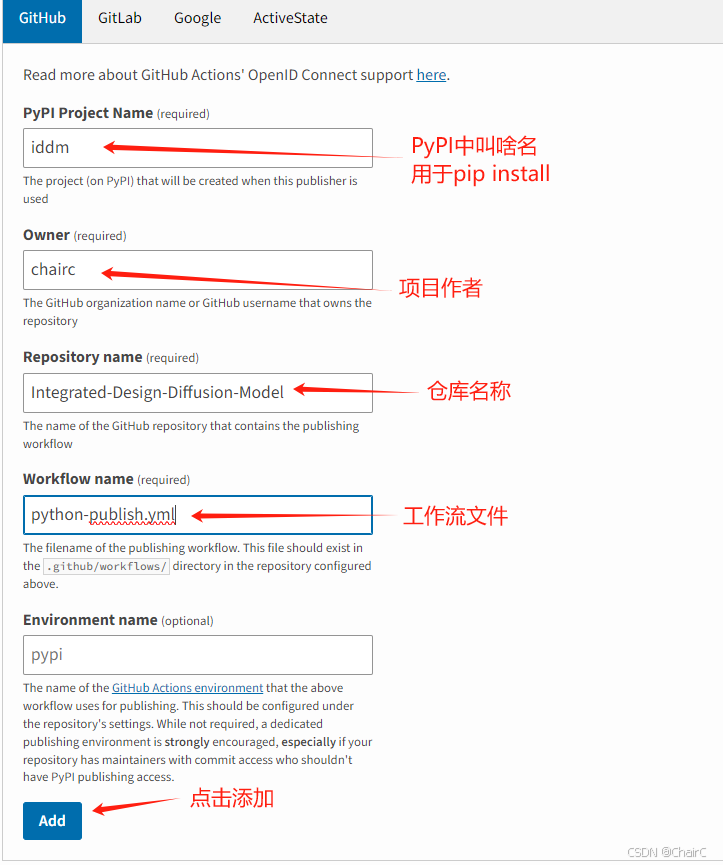 GitHub GitLab Google ActiveState
Read more about GitHub Actions' OpenID Connect support here.
PyPI Project Name (required)
iddm
PyPI中叫啥名
用于pip install
The project (on PyPI) that will be created when this publisher is
used
Owner (required)
chairc
项目作者
The GitHub organization name or GitHub username that owns the
repository
Repository name (required)
Integrated-Design-Diffusion-Model
仓库名称
The name of the GitHub repository that contains the publishing
workflow
Workflow name (required)
python-publish.yml
工作流文件
The filename of the publishing workflow. This file should exist in
the .github/workflows/ directory in the repository configured
above.
Environment name (optional)
pypi
The name of the GitHub Actions environment that the above
workflow uses for publishing. This should be configured under
the repository's settings. While not required, a dedicated
publishing environment is strongly encouraged, especially if your
repository has maintainers with commit access who shouldn't
have PyPI publishing access.
Add
点击添加
CSDN @ChairC